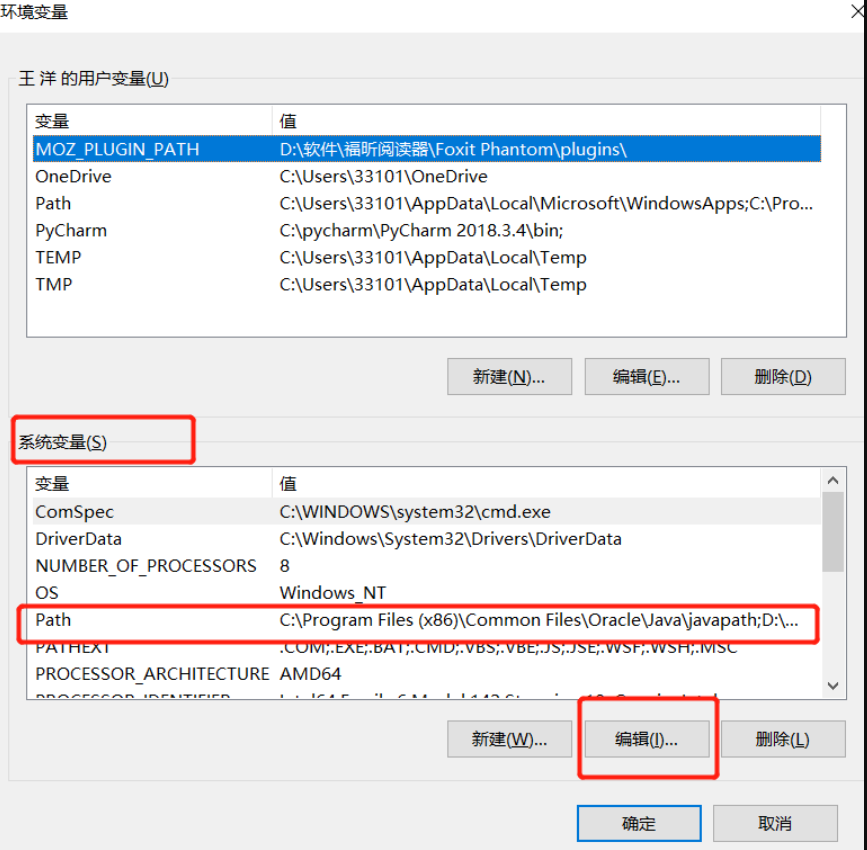 环境变量
王 洋 的用户变量(U)
变量 值
MOZ_PLUGIN_PATH D:\软件\福昕阅读器\Foxit Phantom\plugins\
OneDrive C:\Users\33101\OneDrive
Path C:\Users\33101\AppData\Local\Microsoft\WindowsApps;C:\Pro...
PyCharm C:\pycharm\PyCharm 2018.3.4\bin;
TEMP C:\Users\33101\AppData\Local\Temp
TMP C:\Users\33101\AppData\Local\Temp
新建(N)... 编辑(E)... 删除(D)
系统变量(S)
变量 值
ComSpec C:\WINDOWS\system32\cmd.exe
DriverData C:\Windows\System32\Drivers\DriverData
NUMBER_OF_PROCESSORS 8
OS Windows_NT
Path C:\Program Files (x86)\Common Files\Oracle\Java\javapath;D:\...
PATHEXT .COM;.EXE;.BAT;.CMD;.VBS;.VBE;.JS;.JSE;.WSF;.WSH;.MSC
PROCESSOR_ARCHITECTURE AMD64
PROCESSOR_IDENTIFIER Intel64 Family 6 Model 142
新建(W)... 编辑(I)... 删除(L)
确定 取消